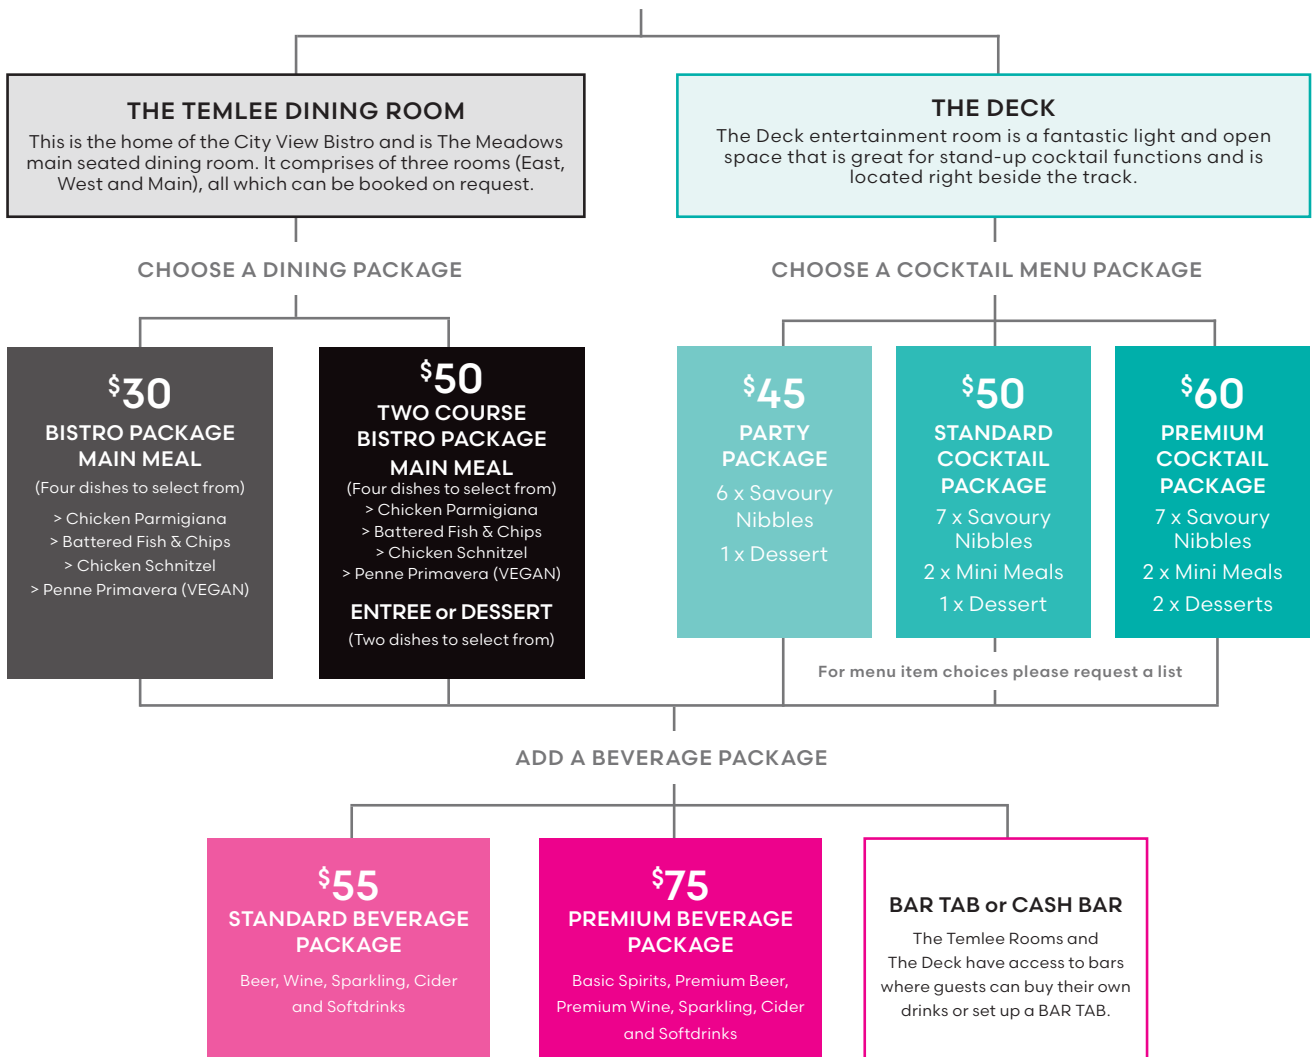 THE TEMLEE DINING ROOM
This is the home of the City View Bistro and is The Meadows
main seated dining room. It comprises of three rooms (East,
West and Main), all which can be booked on request.
THE DECK
The Deck entertainment room is a fantastic light and open
space that is great for stand-up cocktail functions and is
located right beside the track.
CHOOSE A DINING PACKAGE
CHOOSE A COCKTAIL MENU PACKAGE
$30
BISTRO PACKAGE
MAIN MEAL
(Four dishes to select from)
> Chicken Parmigiana
> Battered Fish & Chips
> Chicken Schnitzel
> Penne Primavera (VEGAN)
$50
TWO COURSE
BISTRO PACKAGE
MAIN MEAL
(Four dishes to select from)
> Chicken Parmigiana
> Battered Fish & Chips
> Chicken Schnitzel
> Penne Primavera (VEGAN)
ENTREE or DESSERT
(Two dishes to select from)
$45
PARTY
PACKAGE
6 x Savoury
Nibbles
1 x Dessert
$50
STANDARD
COCKTAIL
PACKAGE
7 x Savoury
Nibbles
2 x Mini Meals
1 x Dessert
$60
PREMIUM
COCKTAIL
PACKAGE
7 x Savoury
Nibbles
2 x Mini Meals
2 x Desserts
For menu item choices please request a list
ADD A BEVERAGE PACKAGE
$55
STANDARD BEVERAGE
PACKAGE
Beer, Wine, Sparkling, Cider
and Softdrinks
$75
PREMIUM BEVERAGE
PACKAGE
Basic Spirits, Premium Beer,
Premium Wine, Sparkling, Cider
and Softdrinks
BAR TAB or CASH BAR
The Temlee Rooms and
The Deck have access to bars
where guests can buy their own
drinks or set up a BAR TAB.